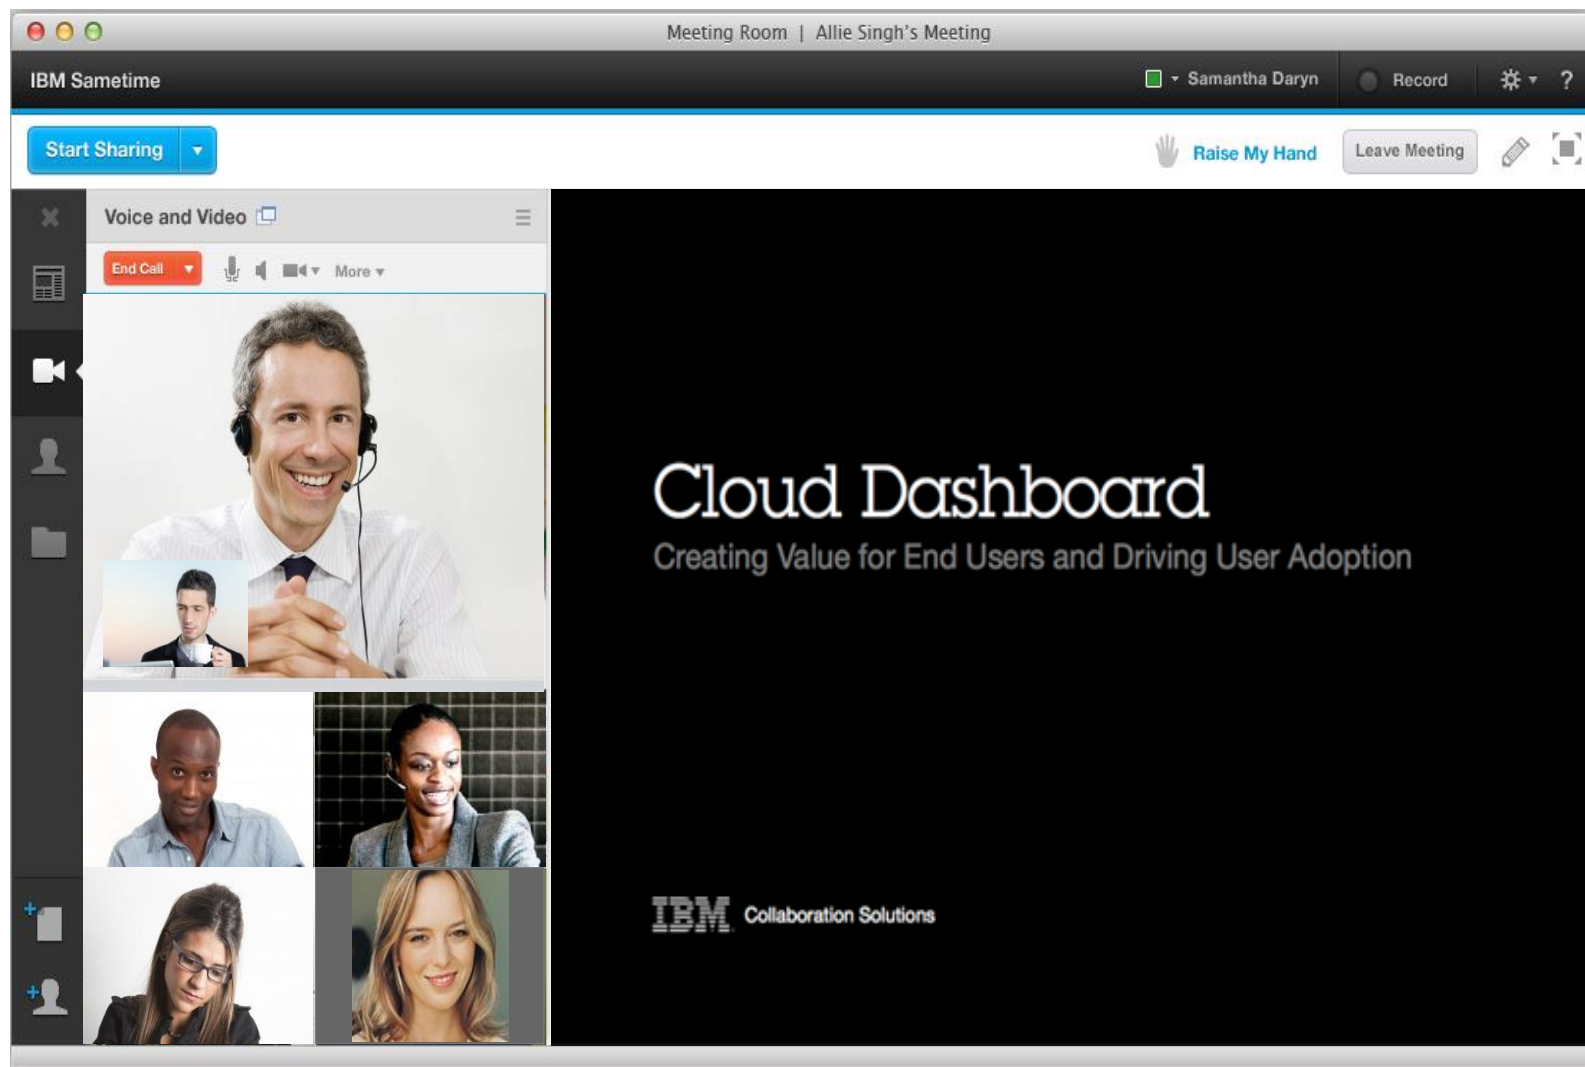 Meeting Room | Allie Singh's Meeting
IBM Sametime
Samantha Daryn
Record
?
Start Sharing
Raise My Hand
Leave Meeting
Voice and Video
End Call
More
Cloud Dashboard
Creating Value for End Users and Driving User Adoption
IBM Collaboration Solutions